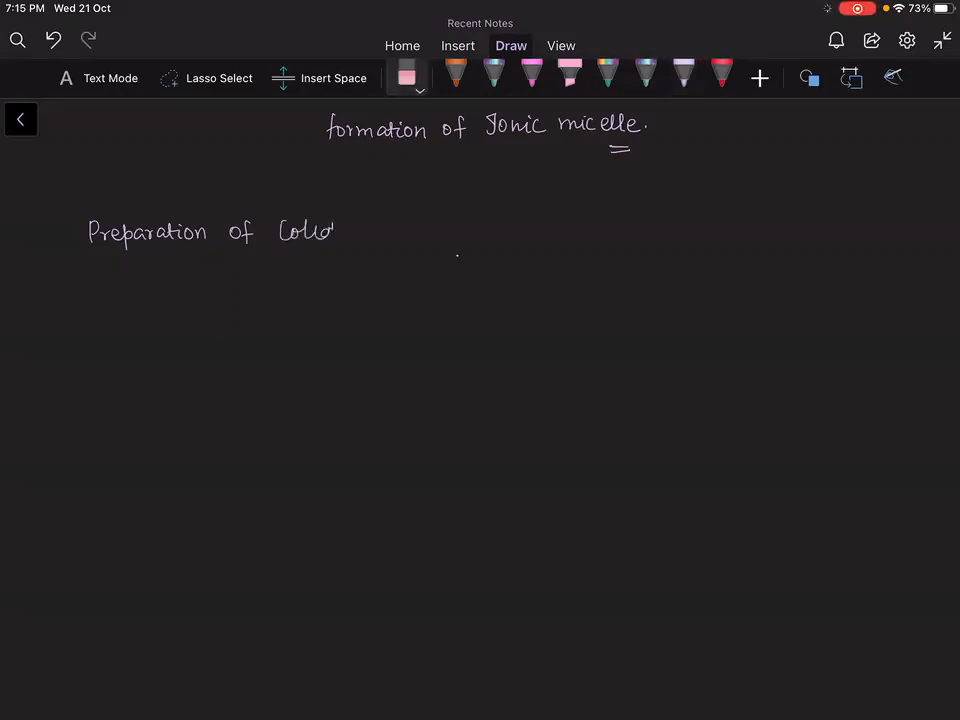 7:15 PM Wed 21 Oct
73%
Recent Notes
Home Insert Draw View
Text Mode Lasso Select Insert Space
formation of Ionic micelle.
Preparation of